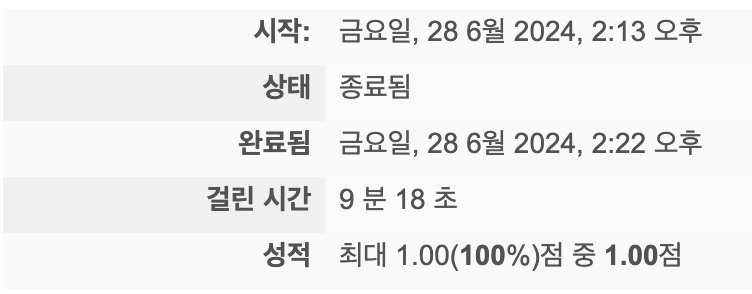 시작: 금요일, 28 6월 2024, 2:13 오후
상태 종료됨
완료됨 금요일, 28 6월 2024, 2:22 오후
걸린 시간 9 분 18 초
성적 최대 1.00(100%)점 중 1.00점